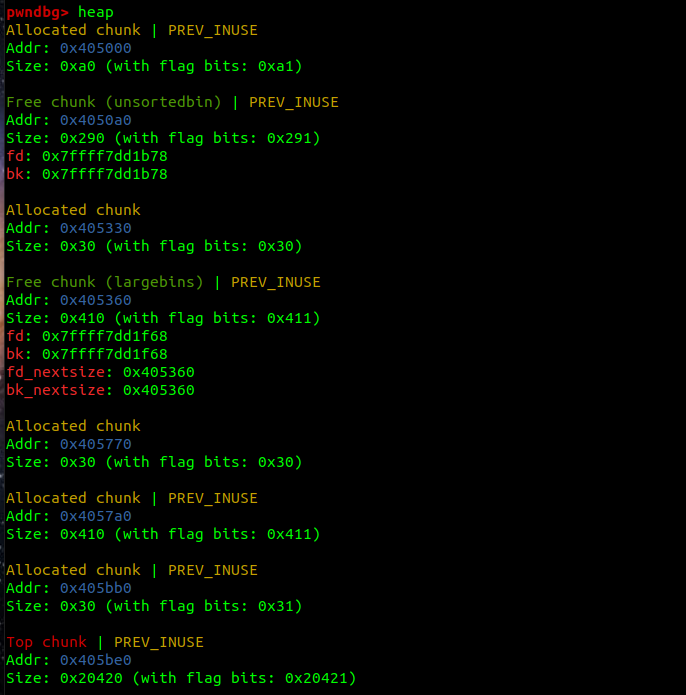 pwndbg> heap
Allocated chunk | PREV_INUSE
Addr: 0x405000
Size: 0xa0 (with flag bits: 0xa1)
Free chunk (unsortedbin) | PREV_INUSE
Addr: 0x4050a0
Size: 0x290 (with flag bits: 0x291)
fd: 0x7ffff7dd1b78
bk: 0x7ffff7dd1b78
Allocated chunk
Addr: 0x405330
Size: 0x30 (with flag bits: 0x30)
Free chunk (largebins) | PREV_INUSE
Addr: 0x405360
Size: 0x410 (with flag bits: 0x411)
fd: 0x7ffff7dd1f68
bk: 0x7ffff7dd1f68
fd_nextsize: 0x405360
bk_nextsize: 0x405360
Allocated chunk
Addr: 0x405770
Size: 0x30 (with flag bits: 0x30)
Allocated chunk | PREV_INUSE
Addr: 0x4057a0
Size: 0x410 (with flag bits: 0x411)
Allocated chunk | PREV_INUSE
Addr: 0x405bb0
Size: 0x30 (with flag bits: 0x31)
Top chunk | PREV_INUSE
Addr: 0x405be0
Size: 0x20420 (with flag bits: 0x20421)